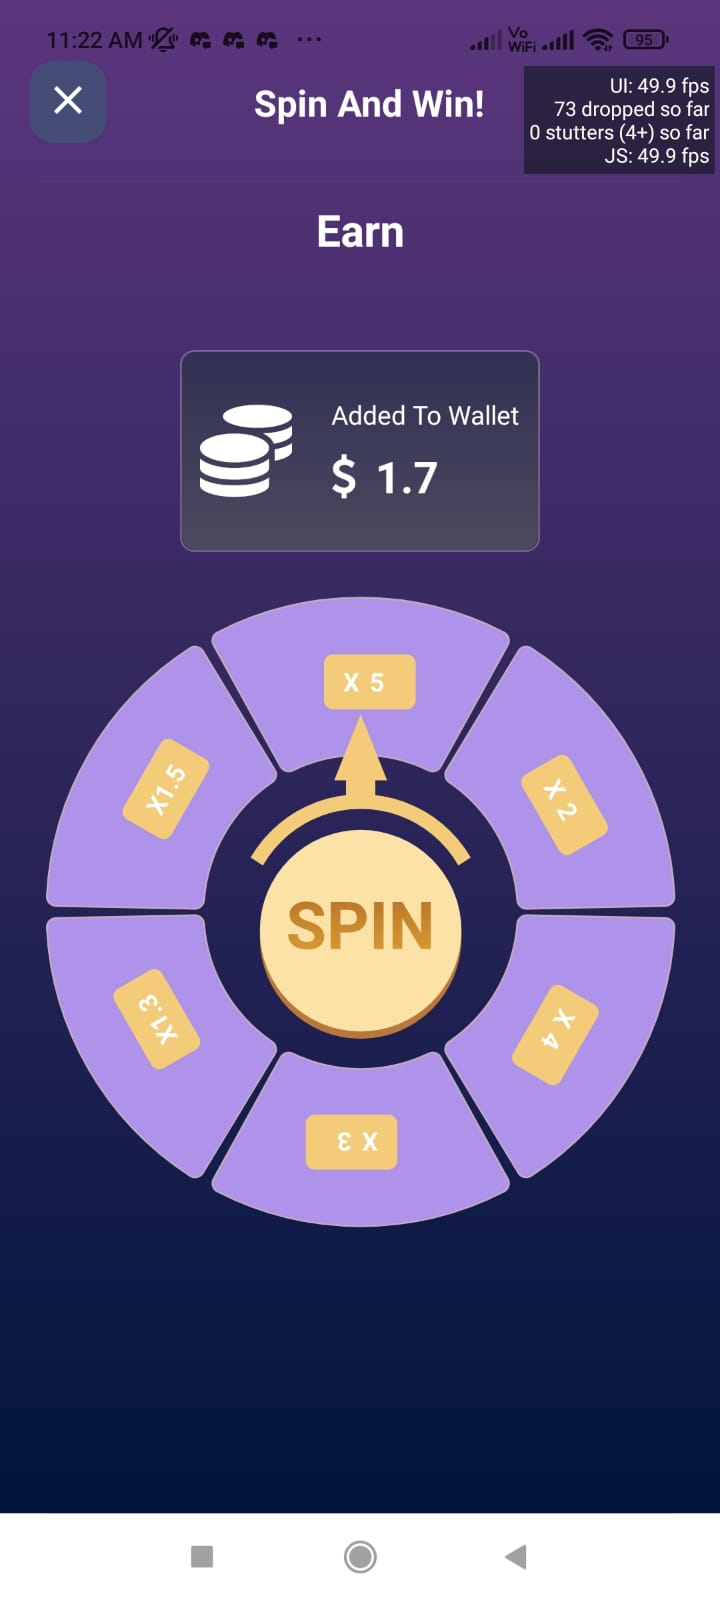 11:22 AM
Vo
WiFi
95
UI: 49.9 fps
73 dropped so far
0 stutters (4+) so far
JS: 49.9 fps
Spin And Win!
Earn
Added To Wallet
$ 1.7
X 5
X1.5
X 2
SPIN
X1.3
X 4
X 3